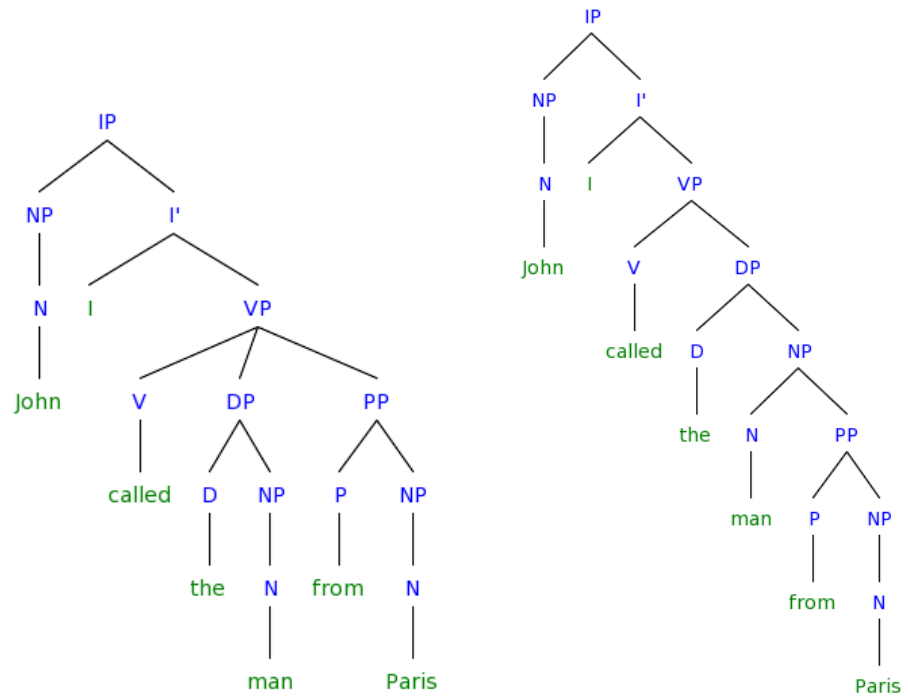 IP
NP I'
N I VP
John V DP PP
called D NP P NP
the N from N
man Paris
IP
NP I'
N I VP
John V DP
called D NP
the N PP
man P NP
from N
Paris